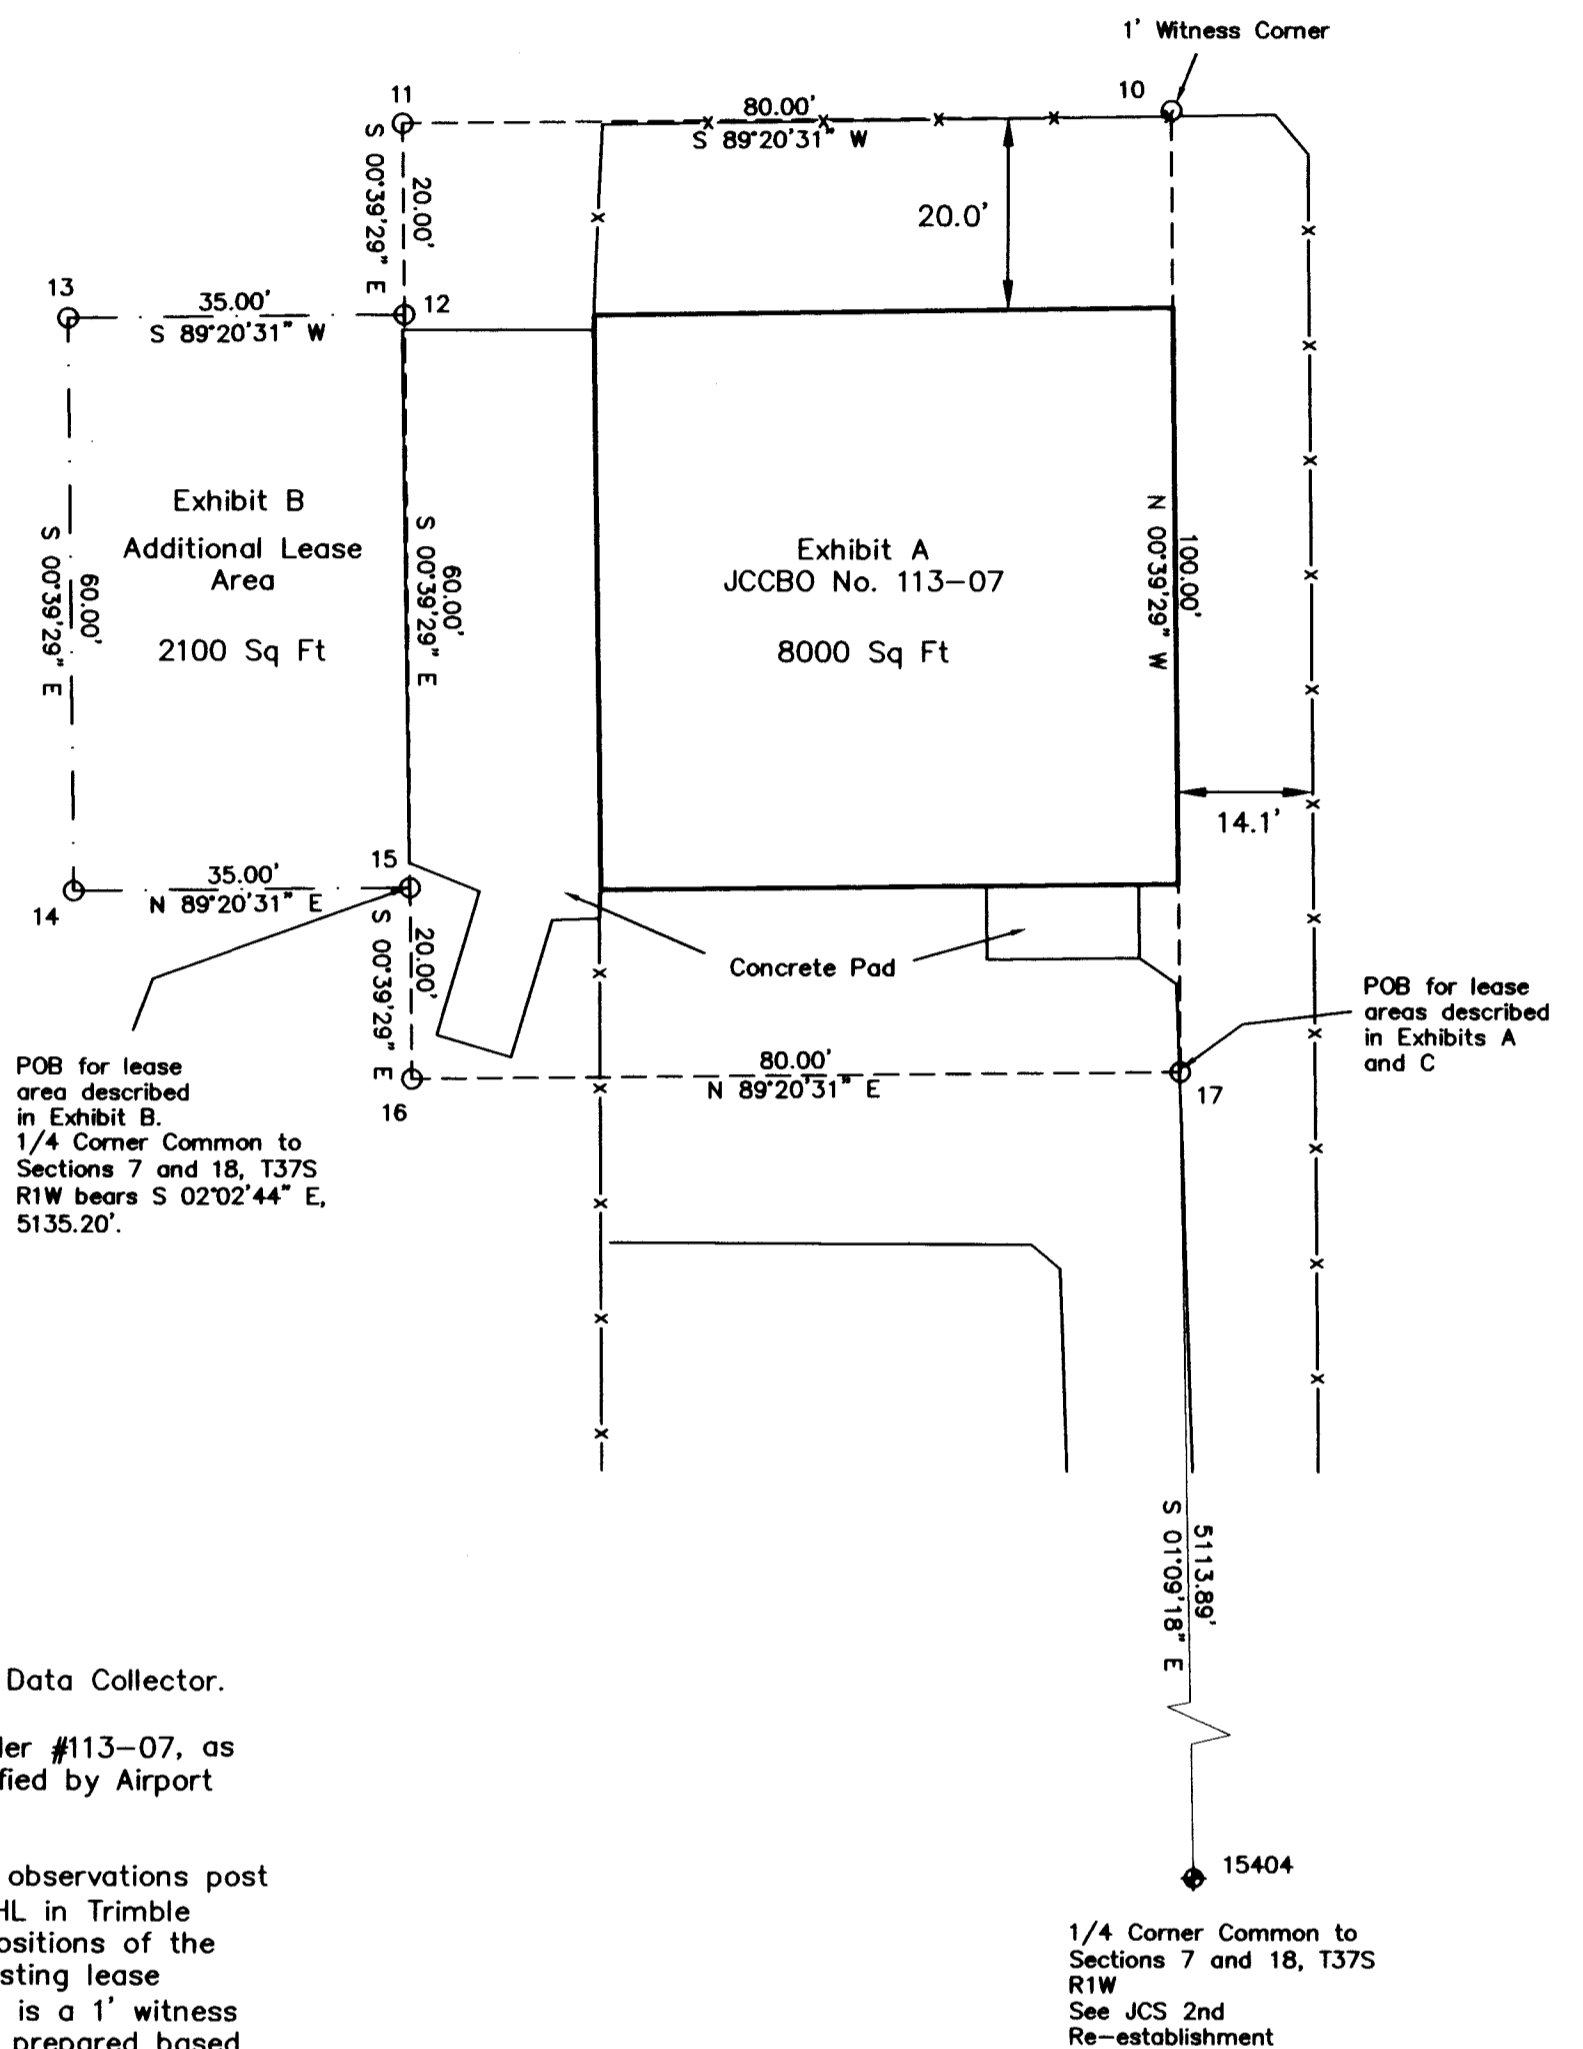 1' Witness Corner
10
11
80.00'
S 89°20'31" W
S 00°39'29" E
20.00'
20.0'
13
35.00'
S 89°20'31" W
12
Exhibit B
Additional Lease
Area
2100 Sq Ft
S 00°39'29" E
60.00'
60.00'
S 00°39'29" E
Exhibit A
JCCBO No. 113-07
8000 Sq Ft
100.00'
N 00°39'29" W
14.1'
15
35.00'
N 89°20'31" E
14
20.00'
S 00°39'29" E
Concrete Pad
POB for lease
areas described
in Exhibits A
and C
80.00'
N 89°20'31" E
16
17
POB for lease
area described
in Exhibit B.
1/4 Corner Common to
Sections 7 and 18, T37S
R1W bears S 02°02'44" E,
5135.20'.
5113.89'
S 01°09'18" E
Data Collector.
ler #113-07, as
fied by Airport
observations post
HL in Trimble
ositions of the
sting lease
is a 1' witness
prepared based
15404
1/4 Corner Common to
Sections 7 and 18, T37S
R1W
See JCS 2nd
Re-establishment